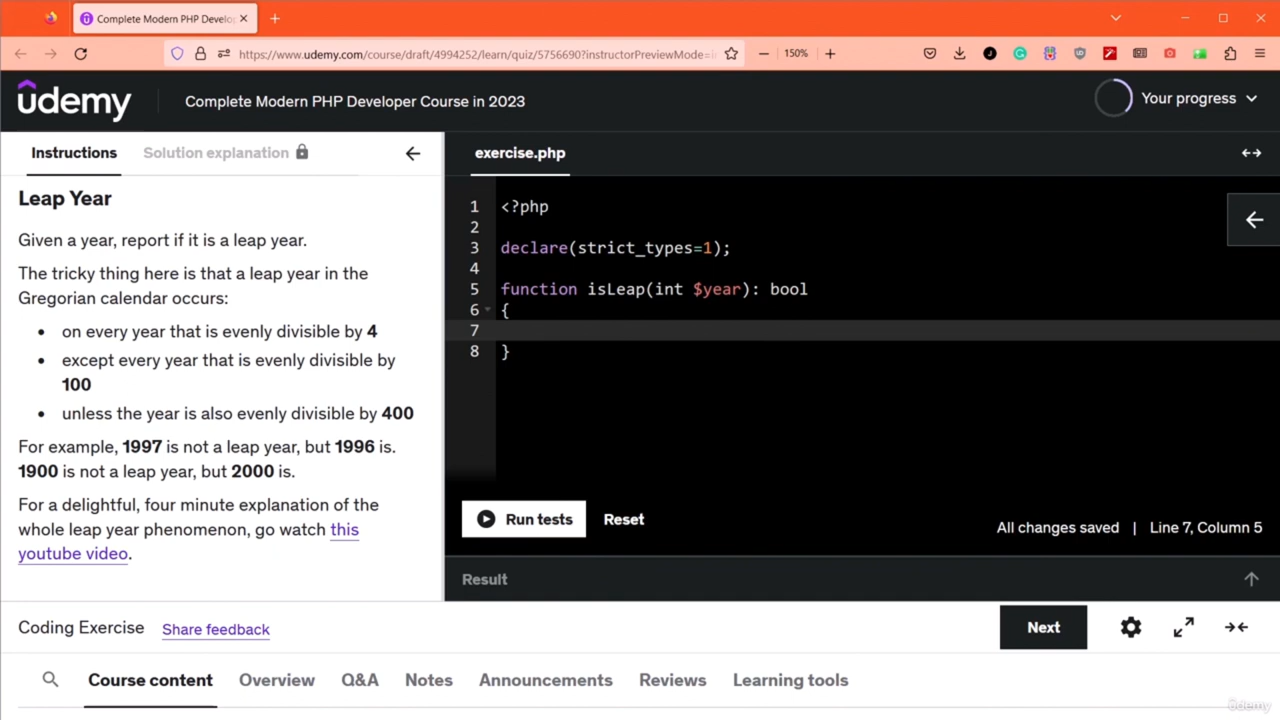 Complete Modern PHP Develop
https://www.udemy.com/course/draft/4994252/learn/quiz/5756690?instructorPreviewMode=i
150%
ûdemy
Complete Modern PHP Developer Course in 2023
Your progress
Instructions
Solution explanation
exercise.php
Leap Year
Given a year, report if it is a leap year.
The tricky thing here is that a leap year in the
Gregorian calendar occurs:
• on every year that is evenly divisible by 4
• except every year that is evenly divisible by
100
• unless the year is also evenly divisible by 400
For example, 1997 is not a leap year, but 1996 is.
1900 is not a leap year, but 2000 is.
For a delightful, four minute explanation of the
whole leap year phenomenon, go watch this
youtube video.
1 <?php
2
3 declare(strict_types=1);
4
5 function isLeap(int $year): bool
6 {
7
8 }
Run tests
Reset
All changes saved | Line 7, Column 5
Result
Coding Exercise
Share feedback
Next
Course content
Overview
Q&A
Notes
Announcements
Reviews
Learning tools
ûdemy